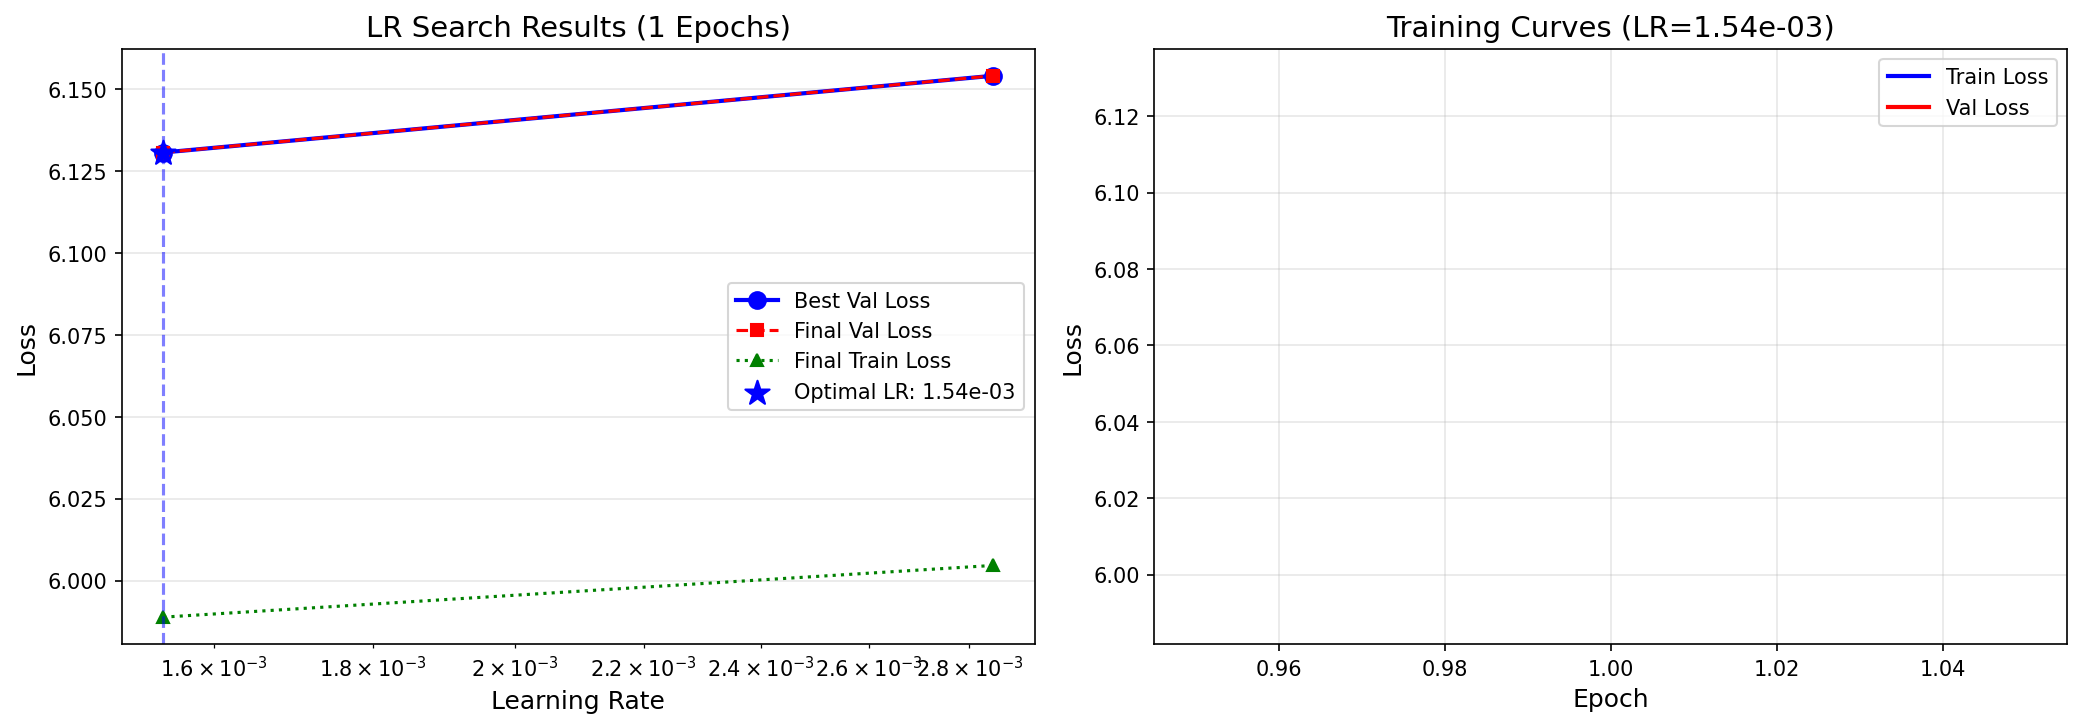 LR Search Results (1 Epochs)
6.150
6.125
6.100
6.075
6.050
6.025
6.000
Loss
Best Val Loss
Final Val Loss
Final Train Loss
Optimal LR: 1.54e-03
1.6 × 10⁻³ 1.8 × 10⁻³ 2 × 10⁻³ 2.2 × 10⁻³ 2.4 × 10⁻³ 2.6 × 10⁻³ 2.8 × 10⁻³
Learning Rate
Training Curves (LR=1.54e-03)
6.12
6.10
6.08
6.06
6.04
6.02
6.00
Loss
Train Loss
Val Loss
0.96 0.98 1.00 1.02 1.04
Epoch